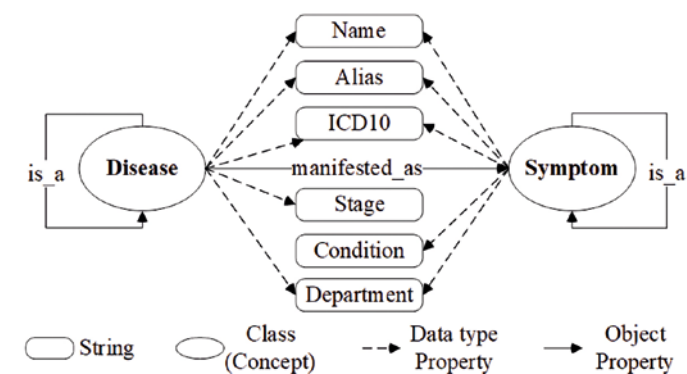 Name
Alias
ICD10
is_a
Disease
manifested_as
Symptom
is_a
Stage
Condition
Department
String
Class
(Concept)
Data type
Property
Object
Property